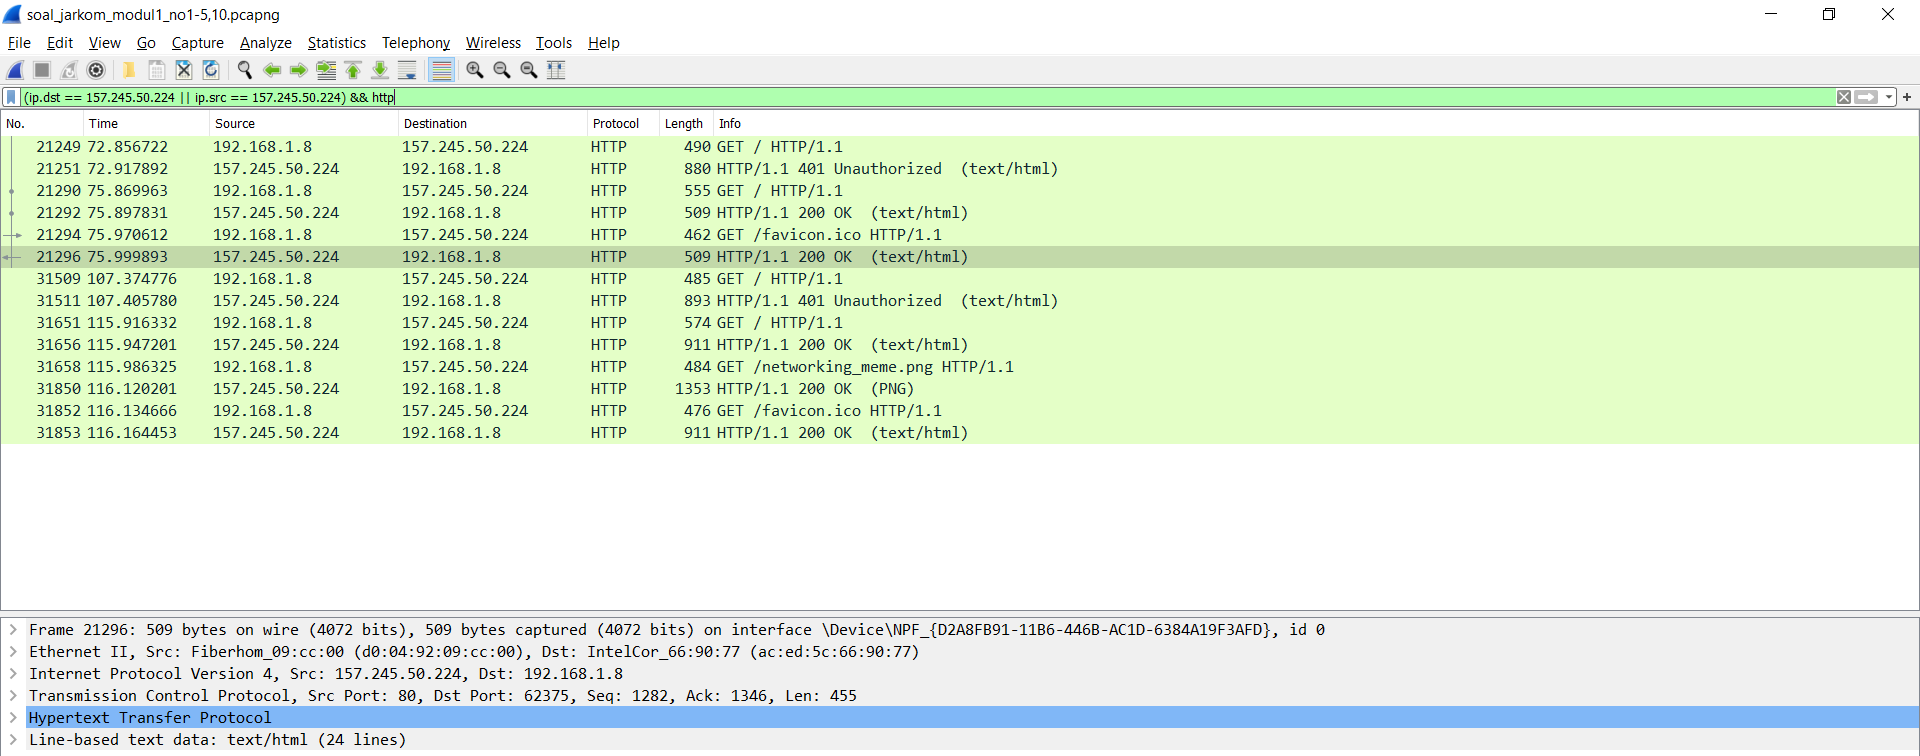 soal_jarkom_modul1_no1-5,10.pcapng
File Edit View Go Capture Analyze Statistics Telephony Wireless Tools Help
(ip.dst == 157.245.50.224 || ip.src == 157.245.50.224) && http
No. Time Source Destination Protocol Length Info
21249 72.856722 192.168.1.8 157.245.50.224 HTTP 490 GET / HTTP/1.1
21251 72.917892 157.245.50.224 192.168.1.8 HTTP 880 HTTP/1.1 401 Unauthorized (text/html)
21290 75.869963 192.168.1.8 157.245.50.224 HTTP 555 GET / HTTP/1.1
21292 75.897831 157.245.50.224 192.168.1.8 HTTP 509 HTTP/1.1 200 OK (text/html)
21294 75.970612 192.168.1.8 157.245.50.224 HTTP 462 GET /favicon.ico HTTP/1.1
21296 75.999893 157.245.50.224 192.168.1.8 HTTP 509 HTTP/1.1 200 OK (text/html)
31509 107.374776 192.168.1.8 157.245.50.224 HTTP 485 GET / HTTP/1.1
31511 107.405780 157.245.50.224 192.168.1.8 HTTP 893 HTTP/1.1 401 Unauthorized (text/html)
31651 115.916332 192.168.1.8 157.245.50.224 HTTP 574 GET / HTTP/1.1
31656 115.947201 157.245.50.224 192.168.1.8 HTTP 911 HTTP/1.1 200 OK (text/html)
31658 115.986325 192.168.1.8 157.245.50.224 HTTP 484 GET /networking_meme.png HTTP/1.1
31850 116.120201 157.245.50.224 192.168.1.8 HTTP 1353 HTTP/1.1 200 OK (PNG)
31852 116.134666 192.168.1.8 157.245.50.224 HTTP 476 GET /favicon.ico HTTP/1.1
31853 116.164453 157.245.50.224 192.168.1.8 HTTP 911 HTTP/1.1 200 OK (text/html)
Frame 21296: 509 bytes on wire (4072 bits), 509 bytes captured (4072 bits) on interface \Device\NPF_{D2A8FB91-11B6-446B-AC1D-6384A19F3AFD}, id 0
Ethernet II, Src: Fiberhom_09:cc:00 (d0:04:92:09:cc:00), Dst: IntelCor_66:90:77 (ac:ed:5c:66:90:77)
Internet Protocol Version 4, Src: 157.245.50.224, Dst: 192.168.1.8
Transmission Control Protocol, Src Port: 80, Dst Port: 62375, Seq: 1282, Ack: 1346, Len: 455
Hypertext Transfer Protocol
Line-based text data: text/html (24 lines)